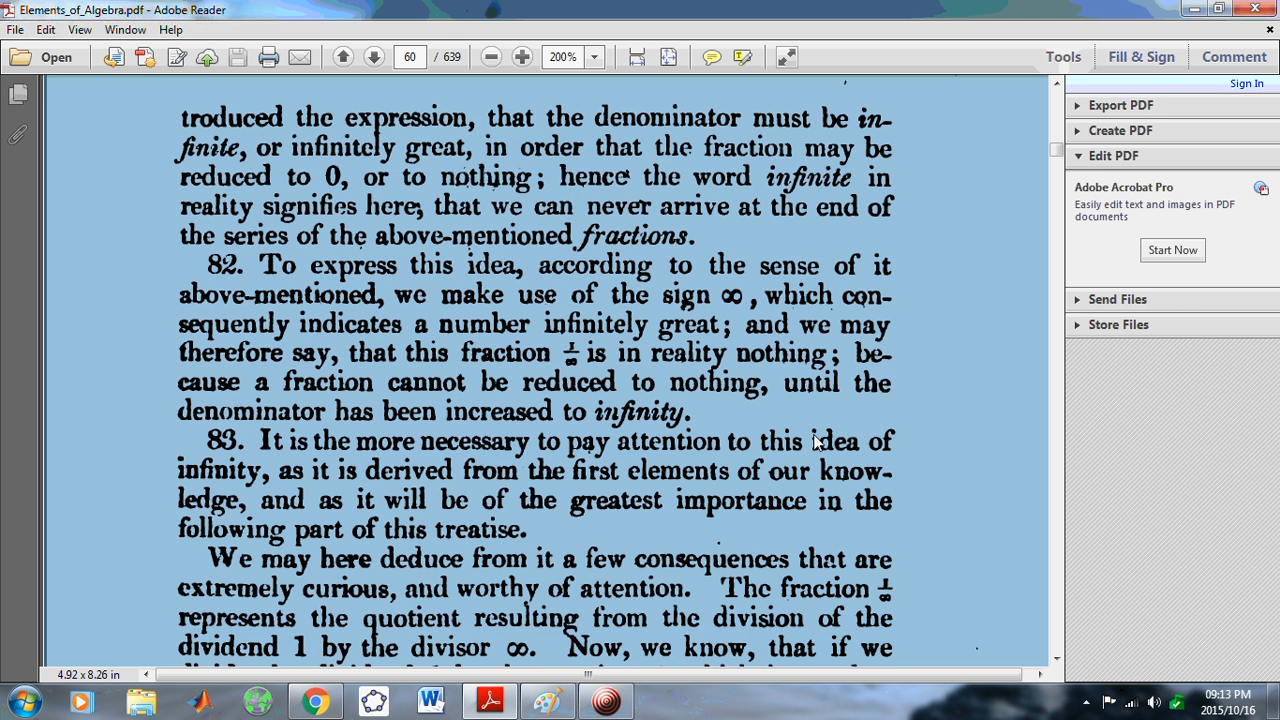 Elements_of_Algebra.pdf - Adobe Reader
File Edit View Window Help
Open 60 / 639 200% Tools Fill & Sign Comment
Sign In
troduced the expression, that the denominator must be in-
finite, or infinitely great, in order that the fraction may be
reduced to 0, or to nothing; hence the word infinite in
reality signifies here, that we can never arrive at the end of
the series of the above-mentioned fractions.
82. To express this idea, according to the sense of it
above-mentioned, we make use of the sign ∞, which con-
sequently indicates a number infinitely great; and we may
therefore say, that this fraction 1/∞ is in reality nothing; be-
cause a fraction cannot be reduced to nothing, until the
denominator has been increased to infinity.
83. It is the more necessary to pay attention to this idea of
infinity, as it is derived from the first elements of our know-
ledge, and as it will be of the greatest importance in the
following part of this treatise.
We may here deduce from it a few consequences that are
extremely curious, and worthy of attention. The fraction 1/∞
represents the quotient resulting from the division of the
dividend 1 by the divisor ∞. Now, we know, that if we
Export PDF
Create PDF
Edit PDF
Adobe Acrobat Pro
Easily edit text and images in PDF
documents
Start Now
Send Files
Store Files
4.92 x 8.26 in
09:13 PM
2015/10/16